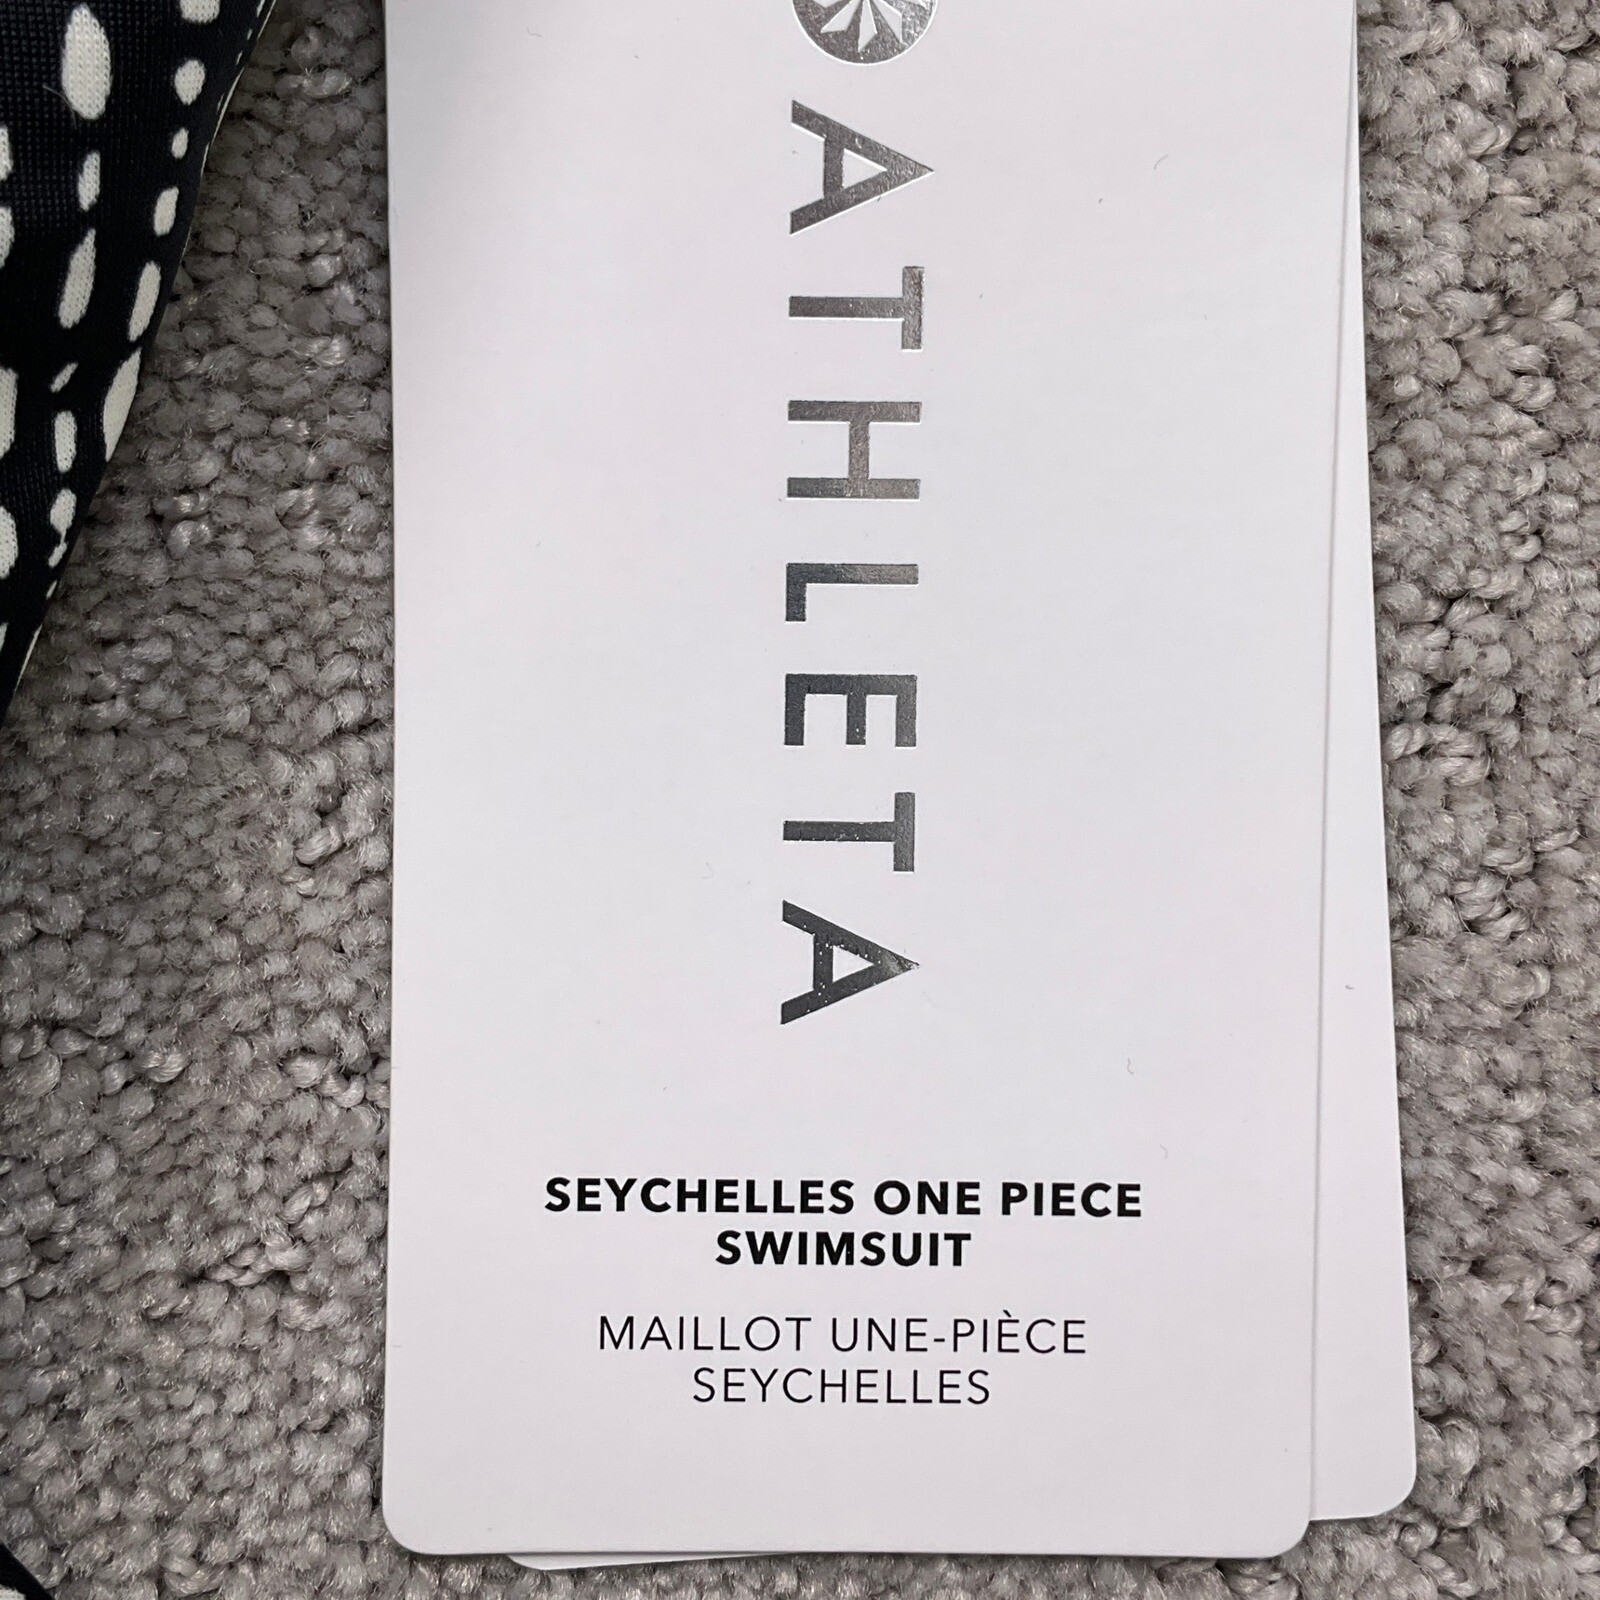 ATHLETA
SEYCHELLES ONE PIECE
SWIMSUIT
MAILLOT UNE-PIÈCE
SEYCHELLES